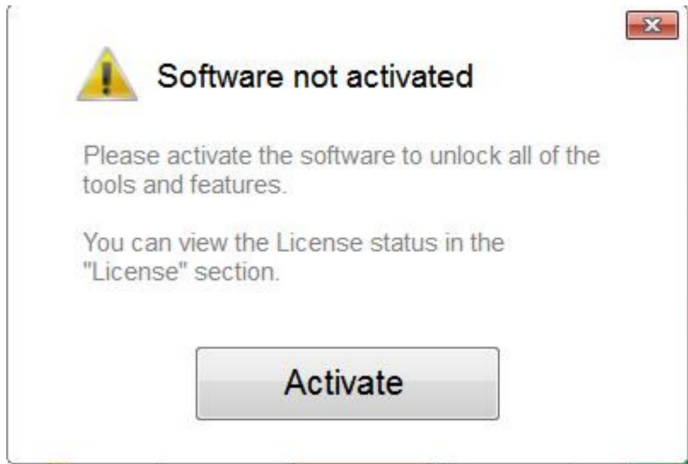 Software not activated
Please activate the software to unlock all of the
tools and features.
You can view the License status in the
"License" section.
Activate